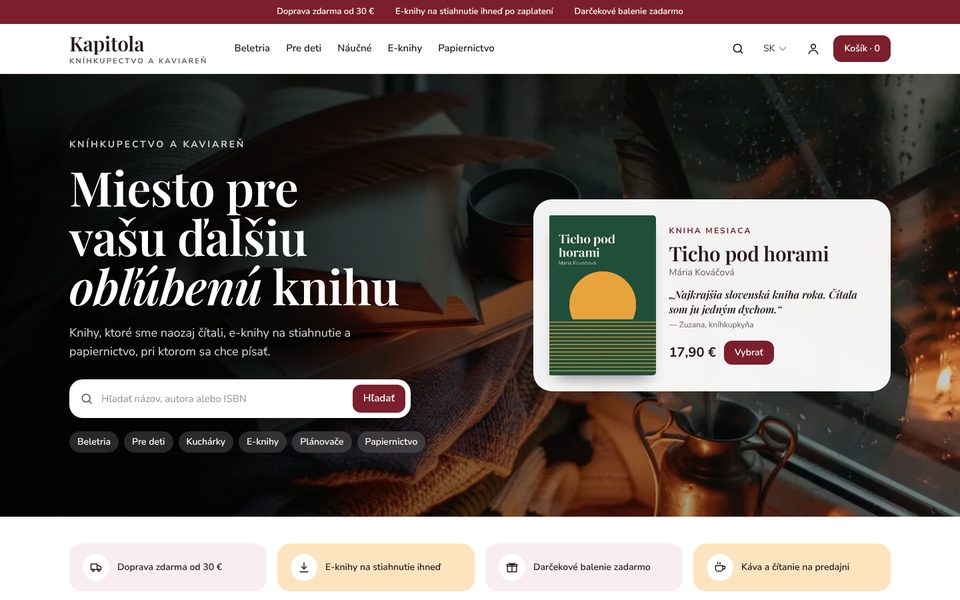 Doprava zdarma od 30 €
E-knihy na stiahnutie ihneď po zaplatení
Darčekové balenie zadarmo
Kapitola
KNÍHKUPECTVO A KAVIAREŇ
Beletria
Pre deti
Náučné
E-knihy
Papiernictvo
SK
Košík · 0
KNÍHKUPECTVO A KAVIAREŇ
Miesto pre
vašu ďalšiu
obľúbenú knihu
Knihy, ktoré sme naozaj čítali, e-knihy na stiahnutie a
papiernictvo, pri ktorom sa chce písať.
Hľadať názov, autora alebo ISBN
Hľadať
Beletria
Pre deti
Kuchárky
E-knihy
Plánovače
Papiernictvo
Ticho pod
horami
Mária Kováčová
KNIHA MESIACA
Ticho pod horami
Mária Kováčová
„Najkrajšia slovenská kniha roka. Čítala
som ju jedným dychom.“
— Zuzana, kníhkupkyňa
17,90 €
Vybrať
Doprava zdarma od 30 €
E-knihy na stiahnutie ihneď
Darčekové balenie zadarmo
Káva a čítanie na predajni